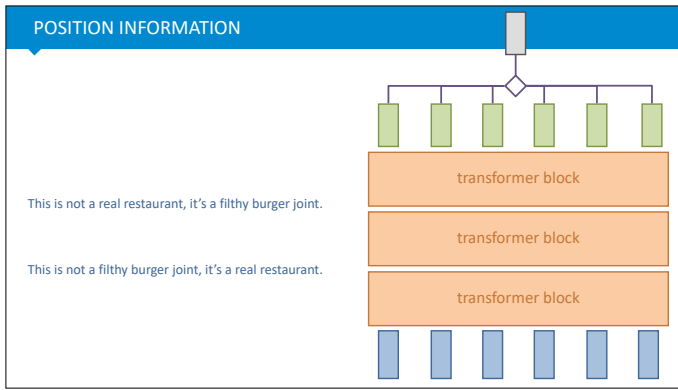 POSITION INFORMATION
This is not a real restaurant, it’s a filthy burger joint.
This is not a filthy burger joint, it’s a real restaurant.
transformer block
transformer block
transformer block